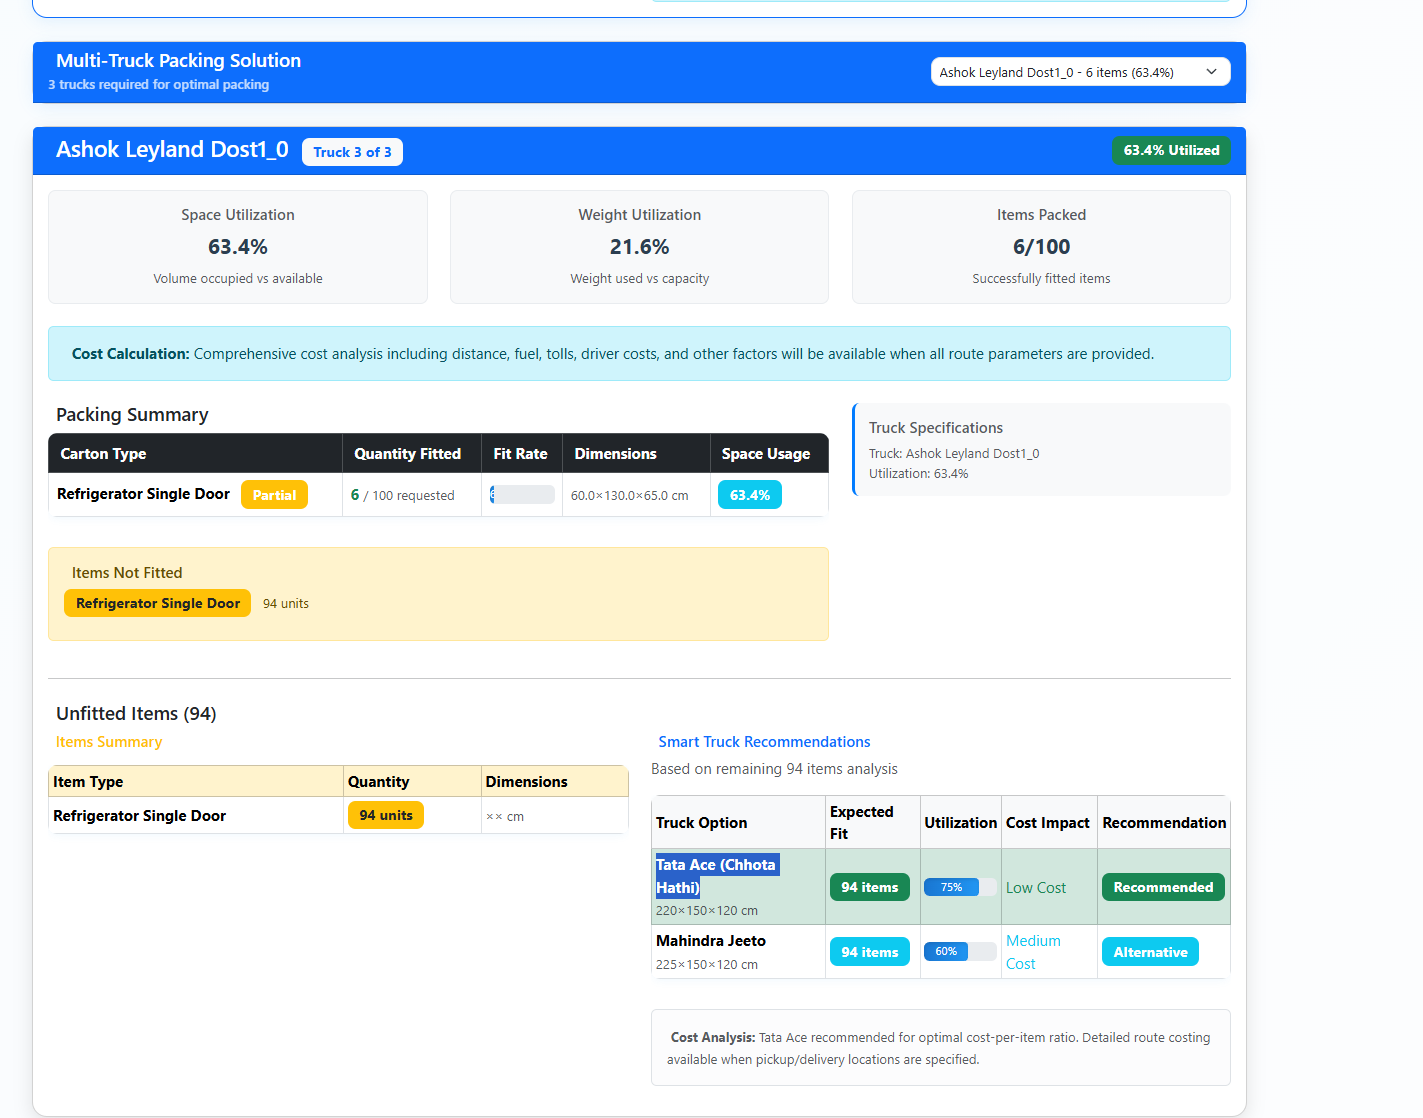 Multi-Truck Packing Solution
3 trucks required for optimal packing
Ashok Leyland Dost1_0 - 6 items (63.4%)
Ashok Leyland Dost1_0
Truck 3 of 3
63.4% Utilized
Space Utilization
63.4%
Volume occupied vs available
Weight Utilization
21.6%
Weight used vs capacity
Items Packed
6/100
Successfully fitted items
Cost Calculation: Comprehensive cost analysis including distance, fuel, tolls, driver costs, and other factors will be available when all route parameters are provided.
Packing Summary
Carton Type Quantity Fitted Fit Rate Dimensions Space Usage
Refrigerator Single Door Partial 6 / 100 requested 60.0×130.0×65.0 cm 63.4%
Truck Specifications
Truck: Ashok Leyland Dost1_0
Utilization: 63.4%
Items Not Fitted
Refrigerator Single Door 94 units
Unfitted Items (94)
Items Summary
Item Type Quantity Dimensions
Refrigerator Single Door 94 units ×× cm
Smart Truck Recommendations
Based on remaining 94 items analysis
Truck Option Expected Fit Utilization Cost Impact Recommendation
Tata Ace (Chhota
Hathi)
220×150×120 cm
94 items 75% Low Cost Recommended
Mahindra Jeeto
225×150×120 cm
94 items 60% Medium Cost Alternative
Cost Analysis: Tata Ace recommended for optimal cost-per-item ratio. Detailed route costing
available when pickup/delivery locations are specified.